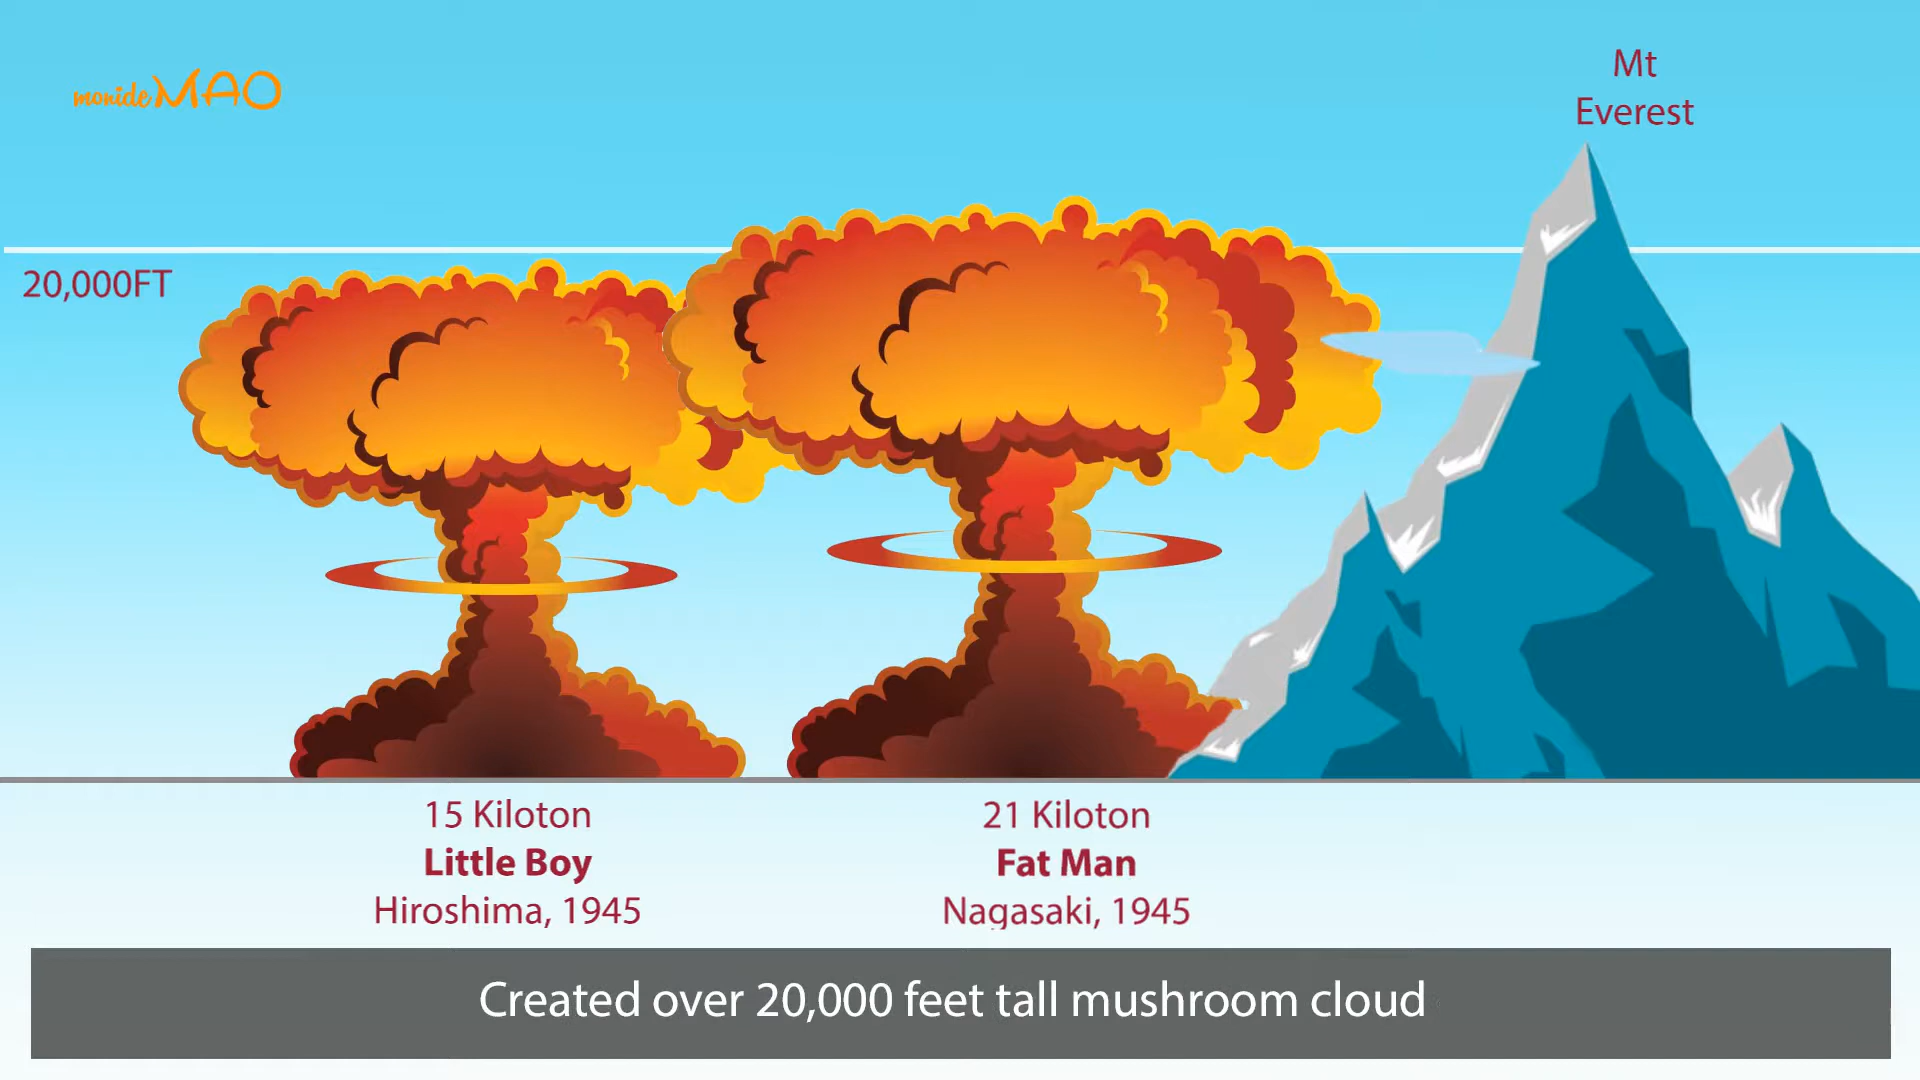 monideMAO
Mt
Everest
20,000FT
15 Kiloton
Little Boy
Hiroshima, 1945
21 Kiloton
Fat Man
Nagasaki, 1945
Created over 20,000 feet tall mushroom cloud